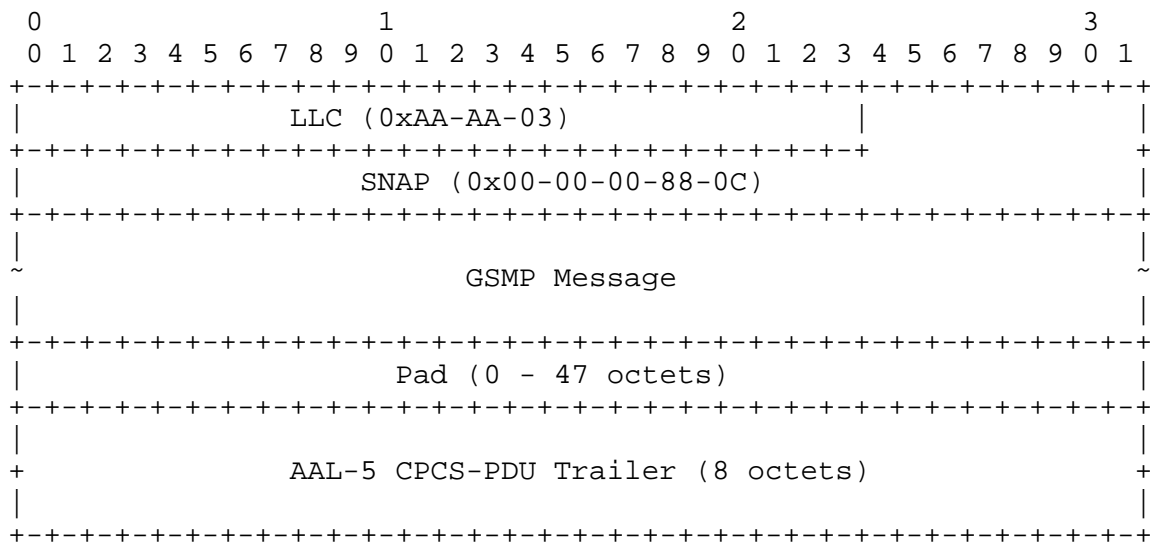 0                   1                   2                   3
 0 1 2 3 4 5 6 7 8 9 0 1 2 3 4 5 6 7 8 9 0 1 2 3 4 5 6 7 8 9 0 1
+-+-+-+-+-+-+-+-+-+-+-+-+-+-+-+-+-+-+-+-+-+-+-+-+-+-+-+-+-+-+-+-+
|               LLC (0xAA-AA-03)                |               |
+-+-+-+-+-+-+-+-+-+-+-+-+-+-+-+-+-+-+-+-+-+-+-+-+               +
|                   SNAP (0x00-00-00-88-0C)                     |
+-+-+-+-+-+-+-+-+-+-+-+-+-+-+-+-+-+-+-+-+-+-+-+-+-+-+-+-+-+-+-+-+
|                                                               |
~                         GSMP Message                          ~
|                                                               |
+-+-+-+-+-+-+-+-+-+-+-+-+-+-+-+-+-+-+-+-+-+-+-+-+-+-+-+-+-+-+-+-+
|                     Pad (0 - 47 octets)                       |
+-+-+-+-+-+-+-+-+-+-+-+-+-+-+-+-+-+-+-+-+-+-+-+-+-+-+-+-+-+-+-+-+
|                                                               |
+               AAL-5 CPCS-PDU Trailer (8 octets)               +
|                                                               |
+-+-+-+-+-+-+-+-+-+-+-+-+-+-+-+-+-+-+-+-+-+-+-+-+-+-+-+-+-+-+-+-+